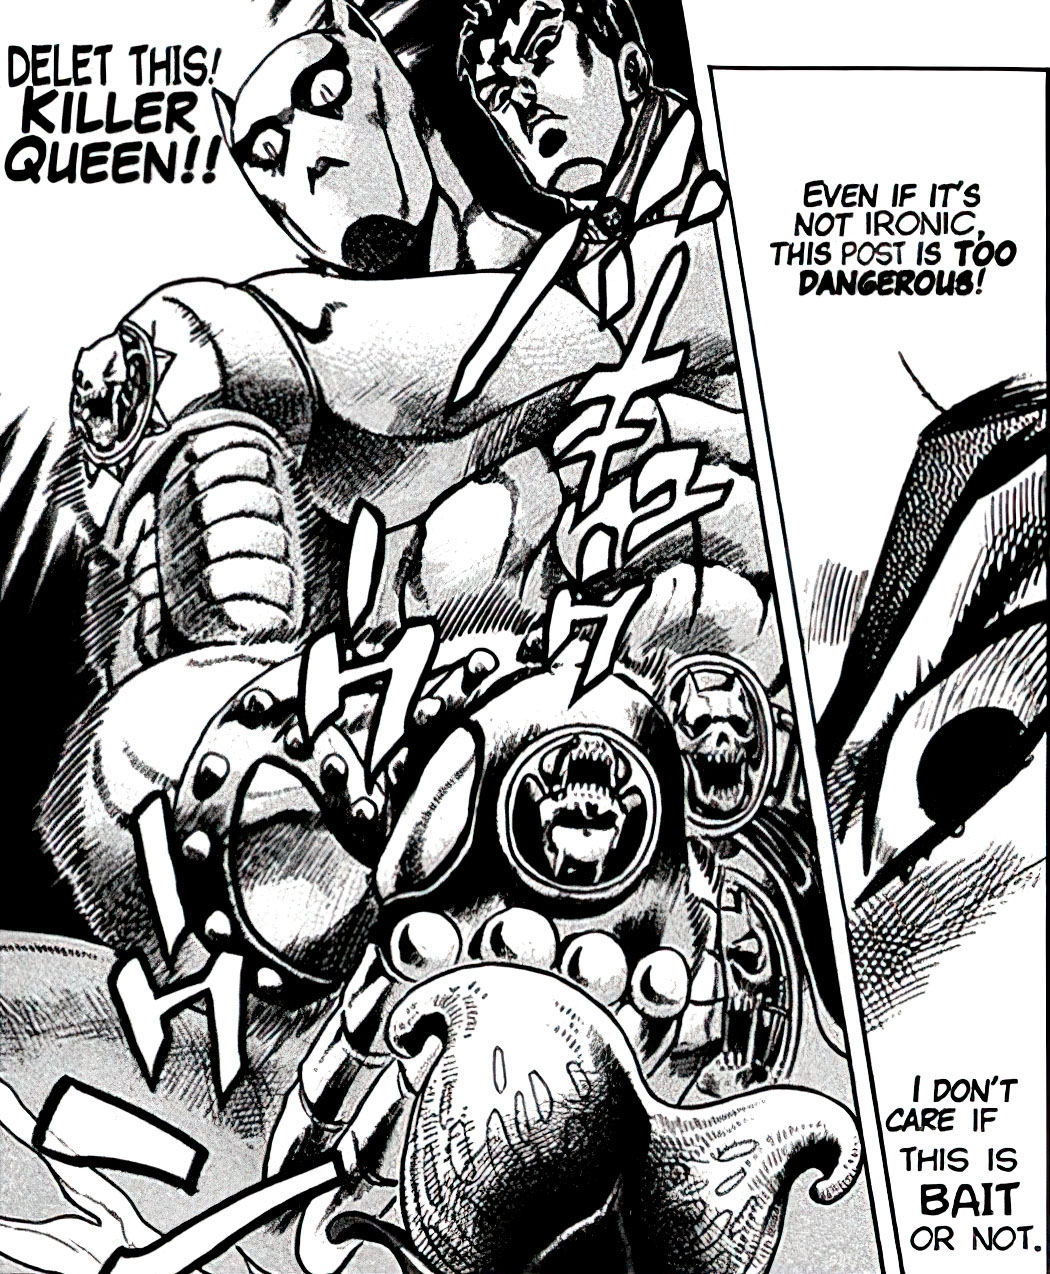 DELET THIS!
KILLER
QUEEN!!
EVEN IF IT'S
NOT IRONIC,
THIS POST IS TOO
DANGEROUS!
I DON'T
CARE IF
THIS IS
BAIT
OR NOT.